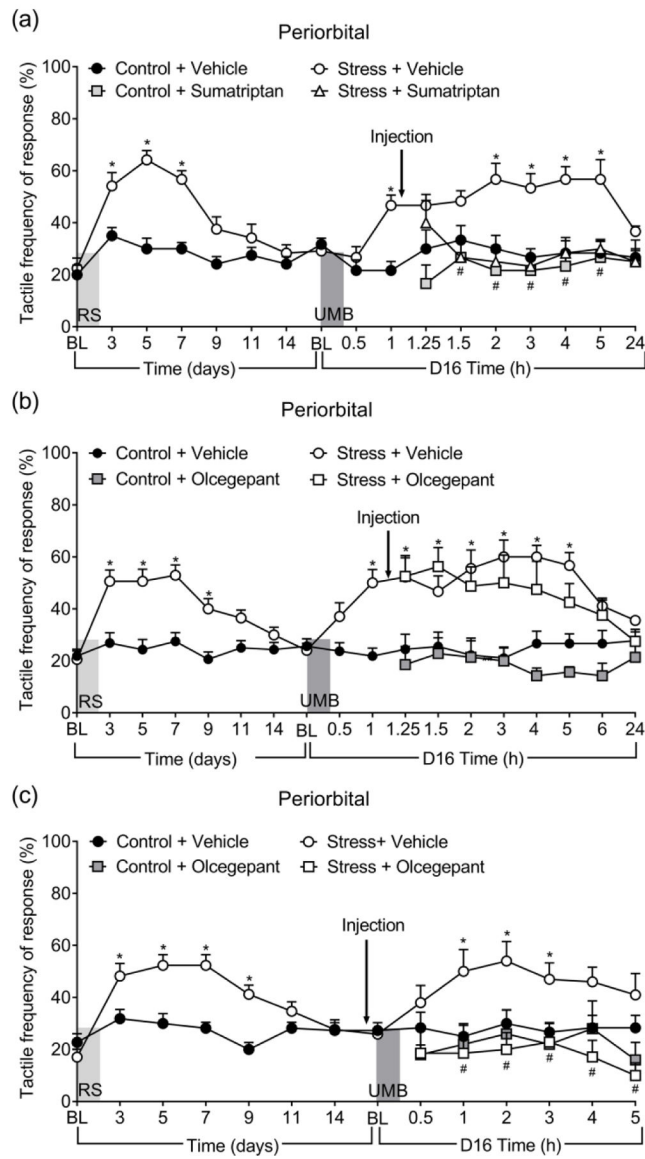 (a)
Periorbital
Control + Vehicle Stress + Vehicle
Control + Sumatriptan Stress + Sumatriptan
Tactile frequency of response (%)
100
80
60
40
20
0
Injection
* * * * * * * *
# # # # #
RS UMB
BL 3 5 7 9 11 14 BL 0.5 1 1.25 1.5 2 3 4 5 24
Time (days) D16 Time (h)
(b)
Periorbital
Control + Vehicle Stress + Vehicle
Control + Olcegepant Stress + Olcegepant
Tactile frequency of response (%)
100
80
60
40
20
0
Injection
* * * * * * * * * * *
RS UMB
BL 3 5 7 9 11 14 BL 0.5 1 1.25 1.5 2 3 4 5 6 24
Time (days) D16 Time (h)
(c)
Periorbital
Control + Vehicle Stress+ Vehicle
Control + Olcegepant Stress + Olcegepant
Tactile frequency of response (%)
100
80
60
40
20
0
Injection
* * * * * * *
# # # # #
RS UMB
BL 3 5 7 9 11 14 BL 0.5 1 2 3 4 5
Time (days) D16 Time (h)